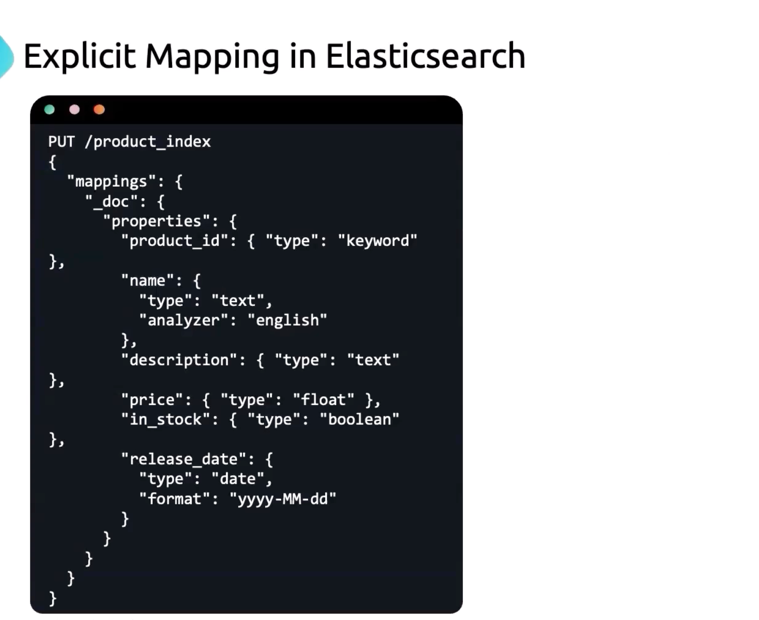 Explicit Mapping in Elasticsearch
PUT /product_index
{
  "mappings": {
    "_doc": {
      "properties": {
        "product_id": { "type": "keyword"
},
        "name": {
          "type": "text",
          "analyzer": "english"
        },
        "description": { "type": "text"
},
        "price": { "type": "float" },
        "in_stock": { "type": "boolean"
},
        "release_date": {
          "type": "date",
          "format": "yyyy-MM-dd"
        }
      }
    }
  }
}